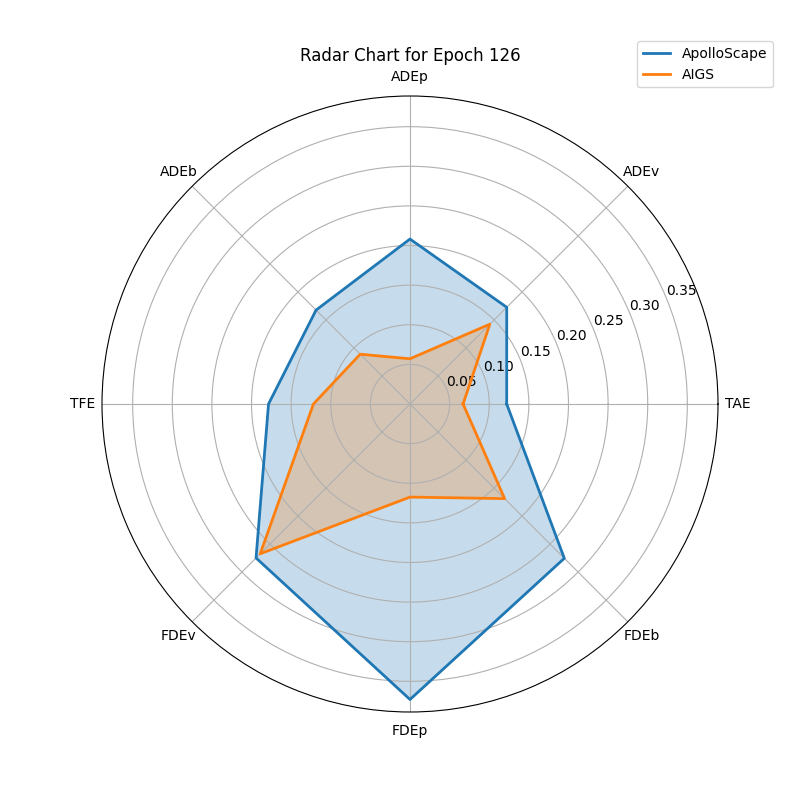 Radar Chart for Epoch 126
ApolloScape
AIGS
ADEp
ADEb
ADEv
0.35
0.30
0.25
0.20
0.15
0.10
0.05
TFE
TAE
FDEv
FDEb
FDEp